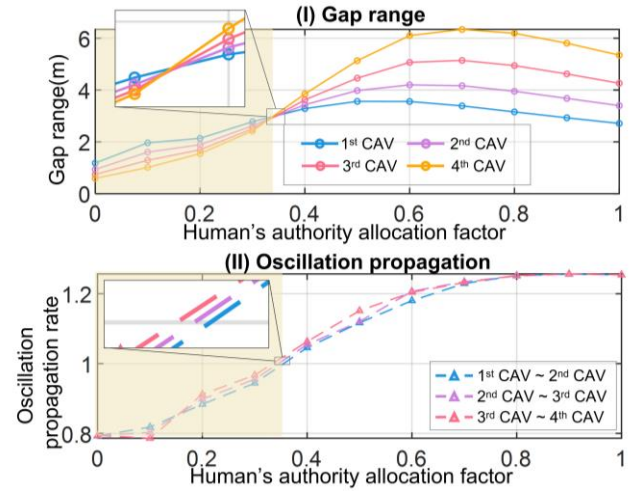 (I) Gap range
Gap range(m)
6
4
2
0
1st CAV
2nd CAV
3rd CAV
4th CAV
0 0.2 0.4 0.6 0.8 1
Human's authority allocation factor
(II) Oscillation propagation
Oscillation
propagation rate
1.2
1
0.8
1st CAV ~ 2nd CAV
2nd CAV ~ 3rd CAV
3rd CAV ~ 4th CAV
0 0.2 0.4 0.6 0.8 1
Human's authority allocation factor